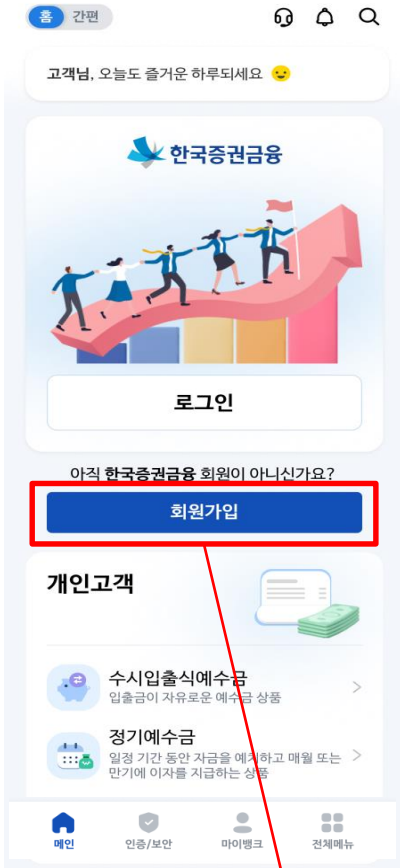 홈 간편
고객님, 오늘도 즐거운 하루되세요
한국증권금융
로그인
아직 한국증권금융 회원이 아니신가요?
회원가입
개인고객
수시입출식예수금
입출금이 자유로운 예수금 상품
정기예수금
일정 기간 동안 자금을 예치하고 매월 또는
만기에 이자를 지급하는 상품
메인 인증/보안 마이뱅크 전체메뉴